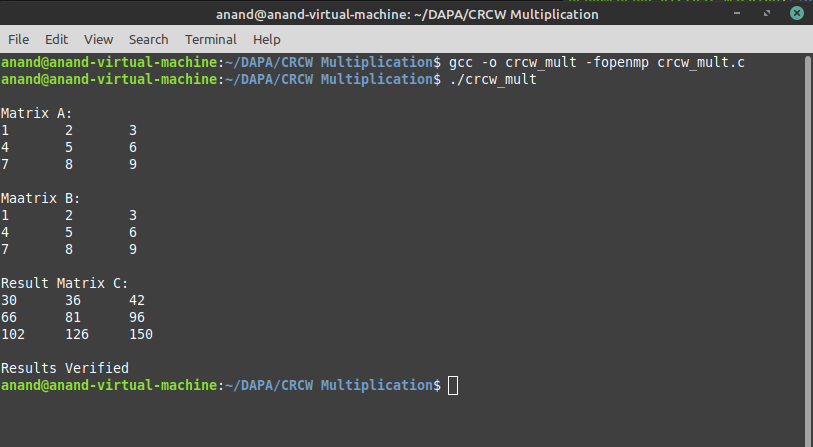 anand@anand-virtual-machine: ~/DAPA/CRCW Multiplication
File Edit View Search Terminal Help
anand@anand-virtual-machine:~/DAPA/CRCW Multiplication$ gcc -o crcw_mult -fopenmp crcw_mult.c
anand@anand-virtual-machine:~/DAPA/CRCW Multiplication$ ./crcw_mult
Matrix A:
1 2 3
4 5 6
7 8 9
Maatrix B:
1 2 3
4 5 6
7 8 9
Result Matrix C:
30 36 42
66 81 96
102 126 150
Results Verified
anand@anand-virtual-machine:~/DAPA/CRCW Multiplication$